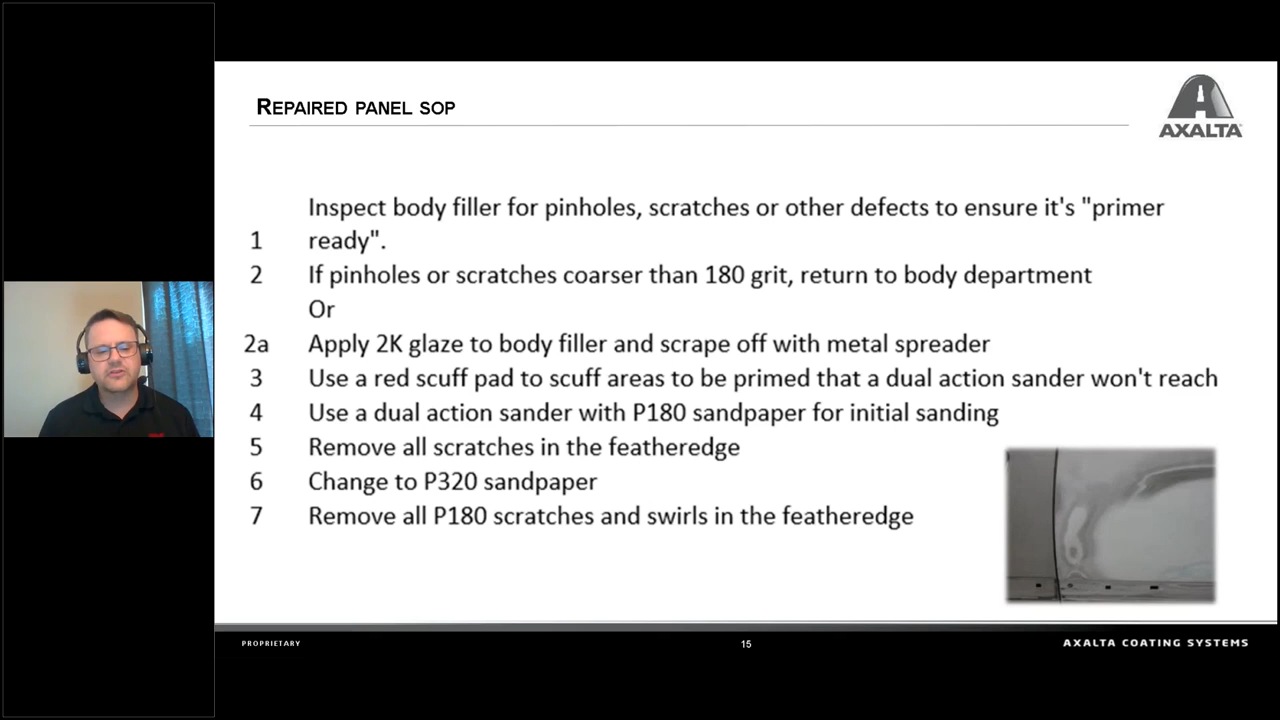 REPAIRED PANEL SOP
AXALTA
Inspect body filler for pinholes, scratches or other defects to ensure it's "primer
1 ready".
2 If pinholes or scratches coarser than 180 grit, return to body department
Or
2a Apply 2K glaze to body filler and scrape off with metal spreader
3 Use a red scuff pad to scuff areas to be primed that a dual action sander won't reach
4 Use a dual action sander with P180 sandpaper for initial sanding
5 Remove all scratches in the featheredge
6 Change to P320 sandpaper
7 Remove all P180 scratches and swirls in the featheredge
PROPRIETARY
15
AXALTA COATING SYSTEMS